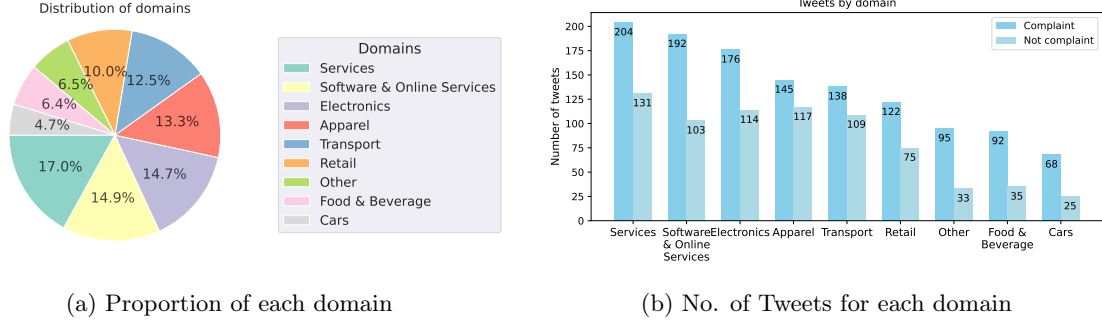 Distribution of domains
10.0%
12.5%
6.5%
6.4%
13.3%
4.7%
17.0%
14.7%
14.9%
Domains
Services
Software & Online Services
Electronics
Apparel
Transport
Retail
Other
Food & Beverage
Cars
(a) Proportion of each domain
Tweets by domain
Complaint
Not complaint
Number of tweets
200
175
150
125
100
75
50
25
0
204
131
192
103
176
114
145
117
138
109
122
75
95
33
92
35
68
25
Services
Software
& Online
Services
Electronics
Apparel
Transport
Retail
Other
Food &
Beverage
Cars
(b) No. of Tweets for each domain